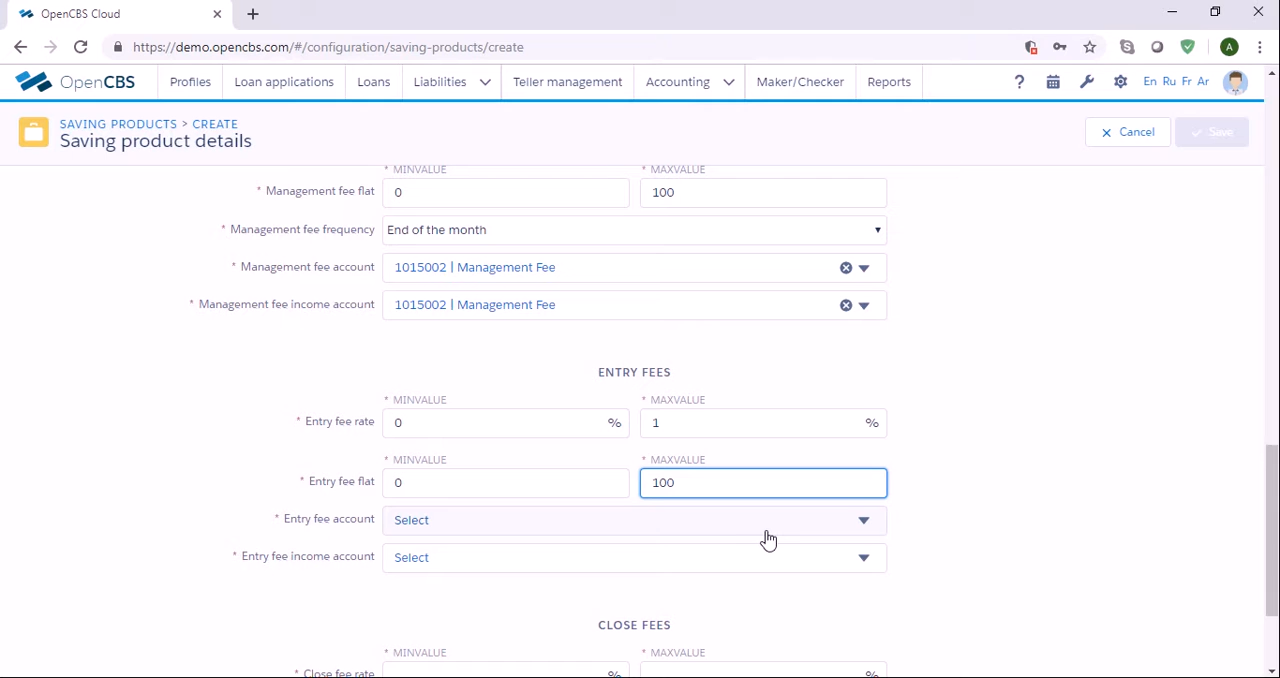 OpenCBS Cloud
https://demo.opencbs.com/#/configuration/saving-products/create
A
OpenCBS Profiles Loan applications Loans Liabilities Teller management Accounting Maker/Checker Reports ? En Ru Fr Ar
SAVING PRODUCTS > CREATE
Saving product details
Cancel Save
* MINVALUE * MAXVALUE
* Management fee flat 0 100
* Management fee frequency End of the month
* Management fee account 1015002 | Management Fee
* Management fee income account 1015002 | Management Fee
ENTRY FEES
* MINVALUE * MAXVALUE
* Entry fee rate 0 % 1 %
* MINVALUE * MAXVALUE
* Entry fee flat 0 100
* Entry fee account Select
* Entry fee income account Select
CLOSE FEES
* MINVALUE * MAXVALUE
* Close fee rate % %